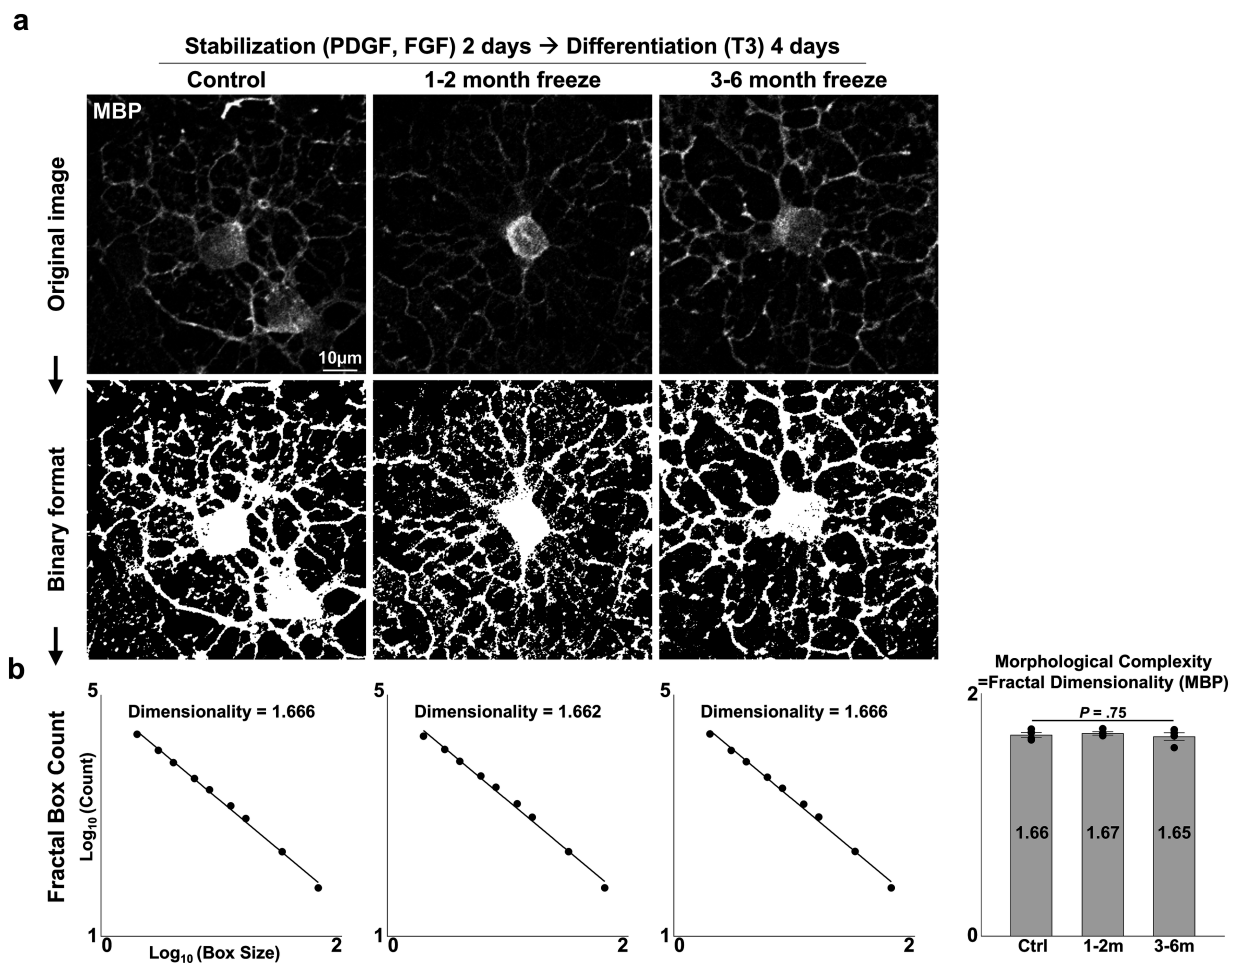 a
Stabilization (PDGF, FGF) 2 days → Differentiation (T3) 4 days
Control
1-2 month freeze
3-6 month freeze
Original image
MBP
10µm
Binary format
b
Fractal Box Count
Log10 (Count)
5
Dimensionality = 1.666
1
0
2
Log10 (Box Size)
5
Dimensionality = 1.662
1
0
2
5
Dimensionality = 1.666
1
0
2
Morphological Complexity
=Fractal Dimensionality (MBP)
2
P = .75
1.66
1.67
1.65
0
Ctrl
1-2m
3-6m